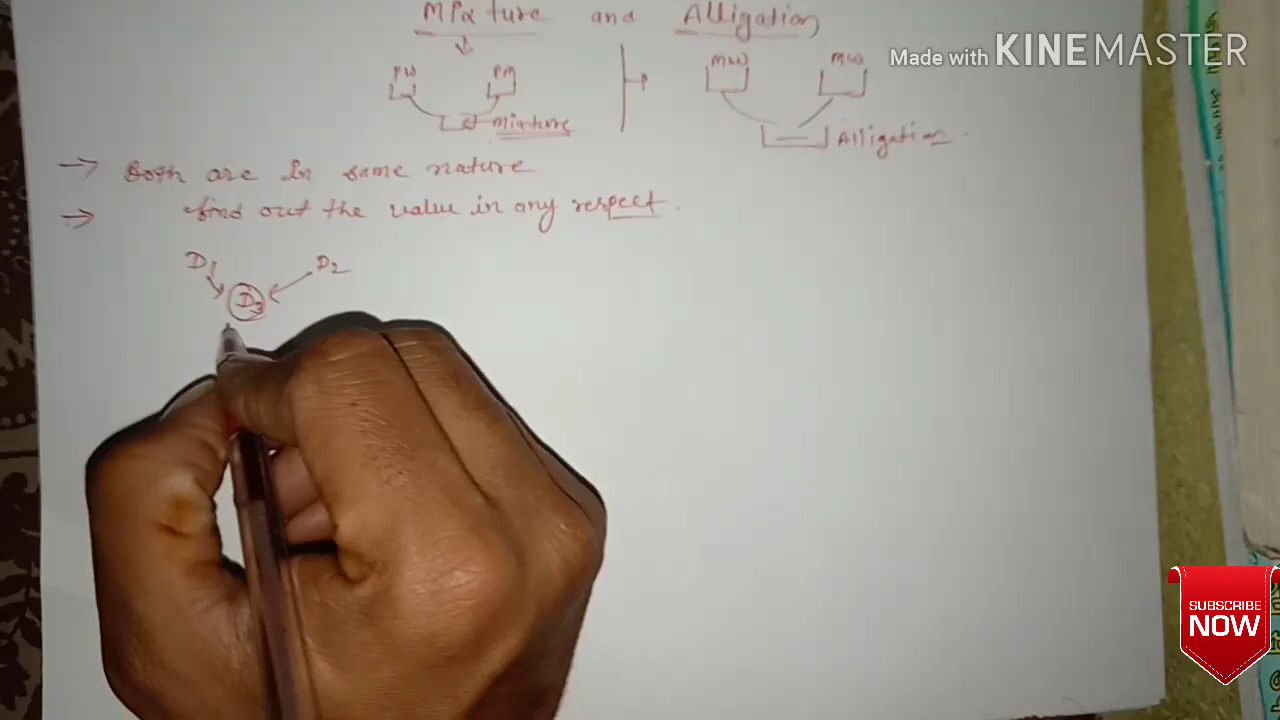 Mixture and Alligation
Made with KINEMASTER
PW PM
Mixture
MW MW
Alligation.
→ Both are in same nature
→ find out the value in any respect.
D1 D2
D3
SUBSCRIBE
NOW